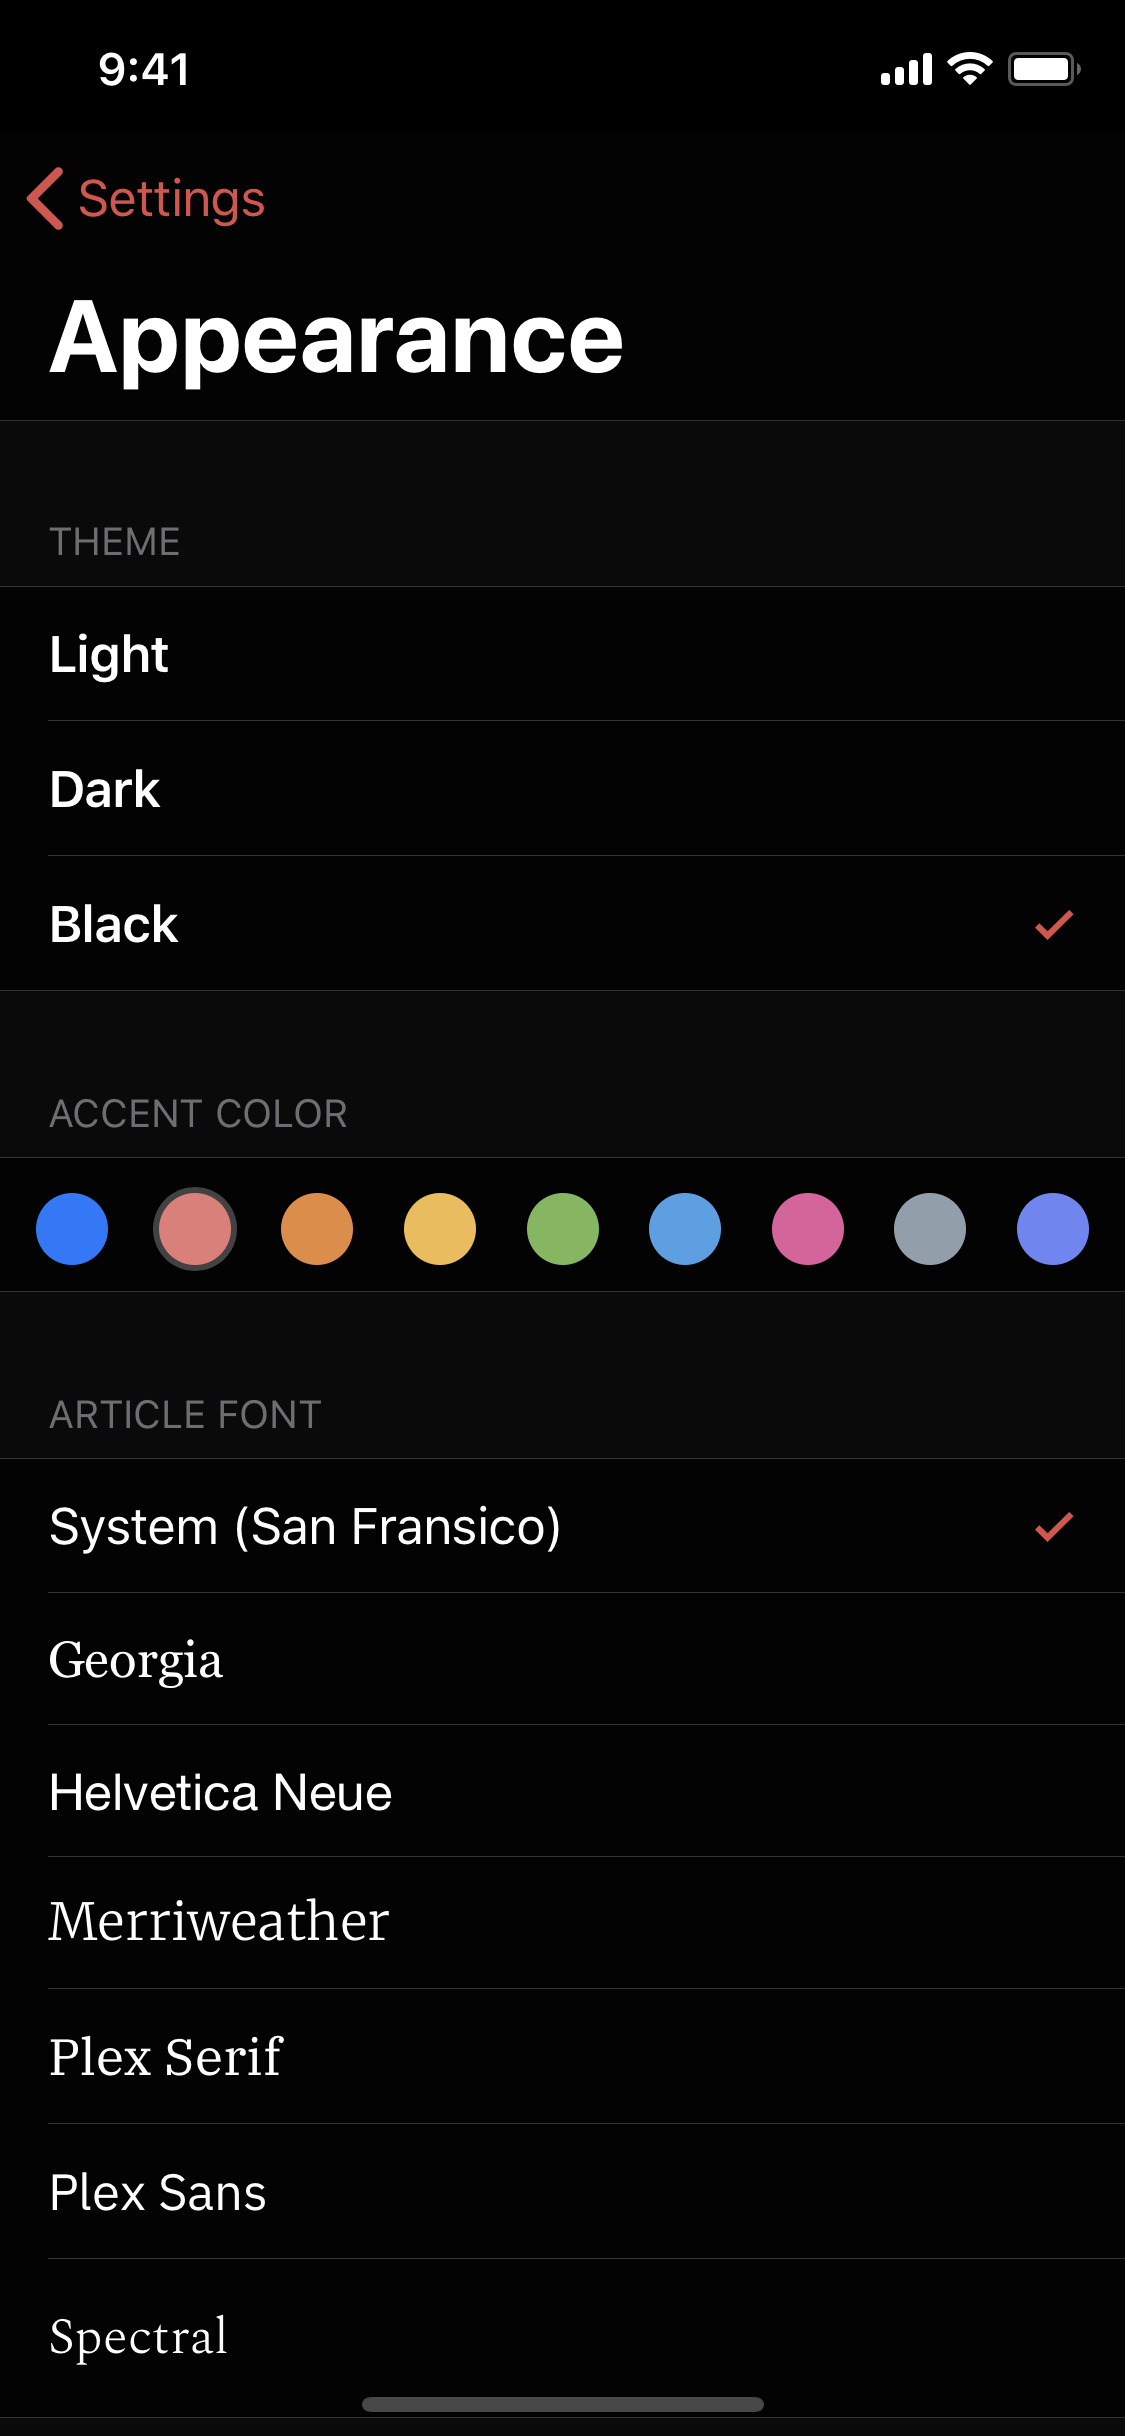 9:41
Settings
Appearance
THEME
Light
Dark
Black
ACCENT COLOR
ARTICLE FONT
System (San Fransico)
Georgia
Helvetica Neue
Merriweather
Plex Serif
Plex Sans
Spectral